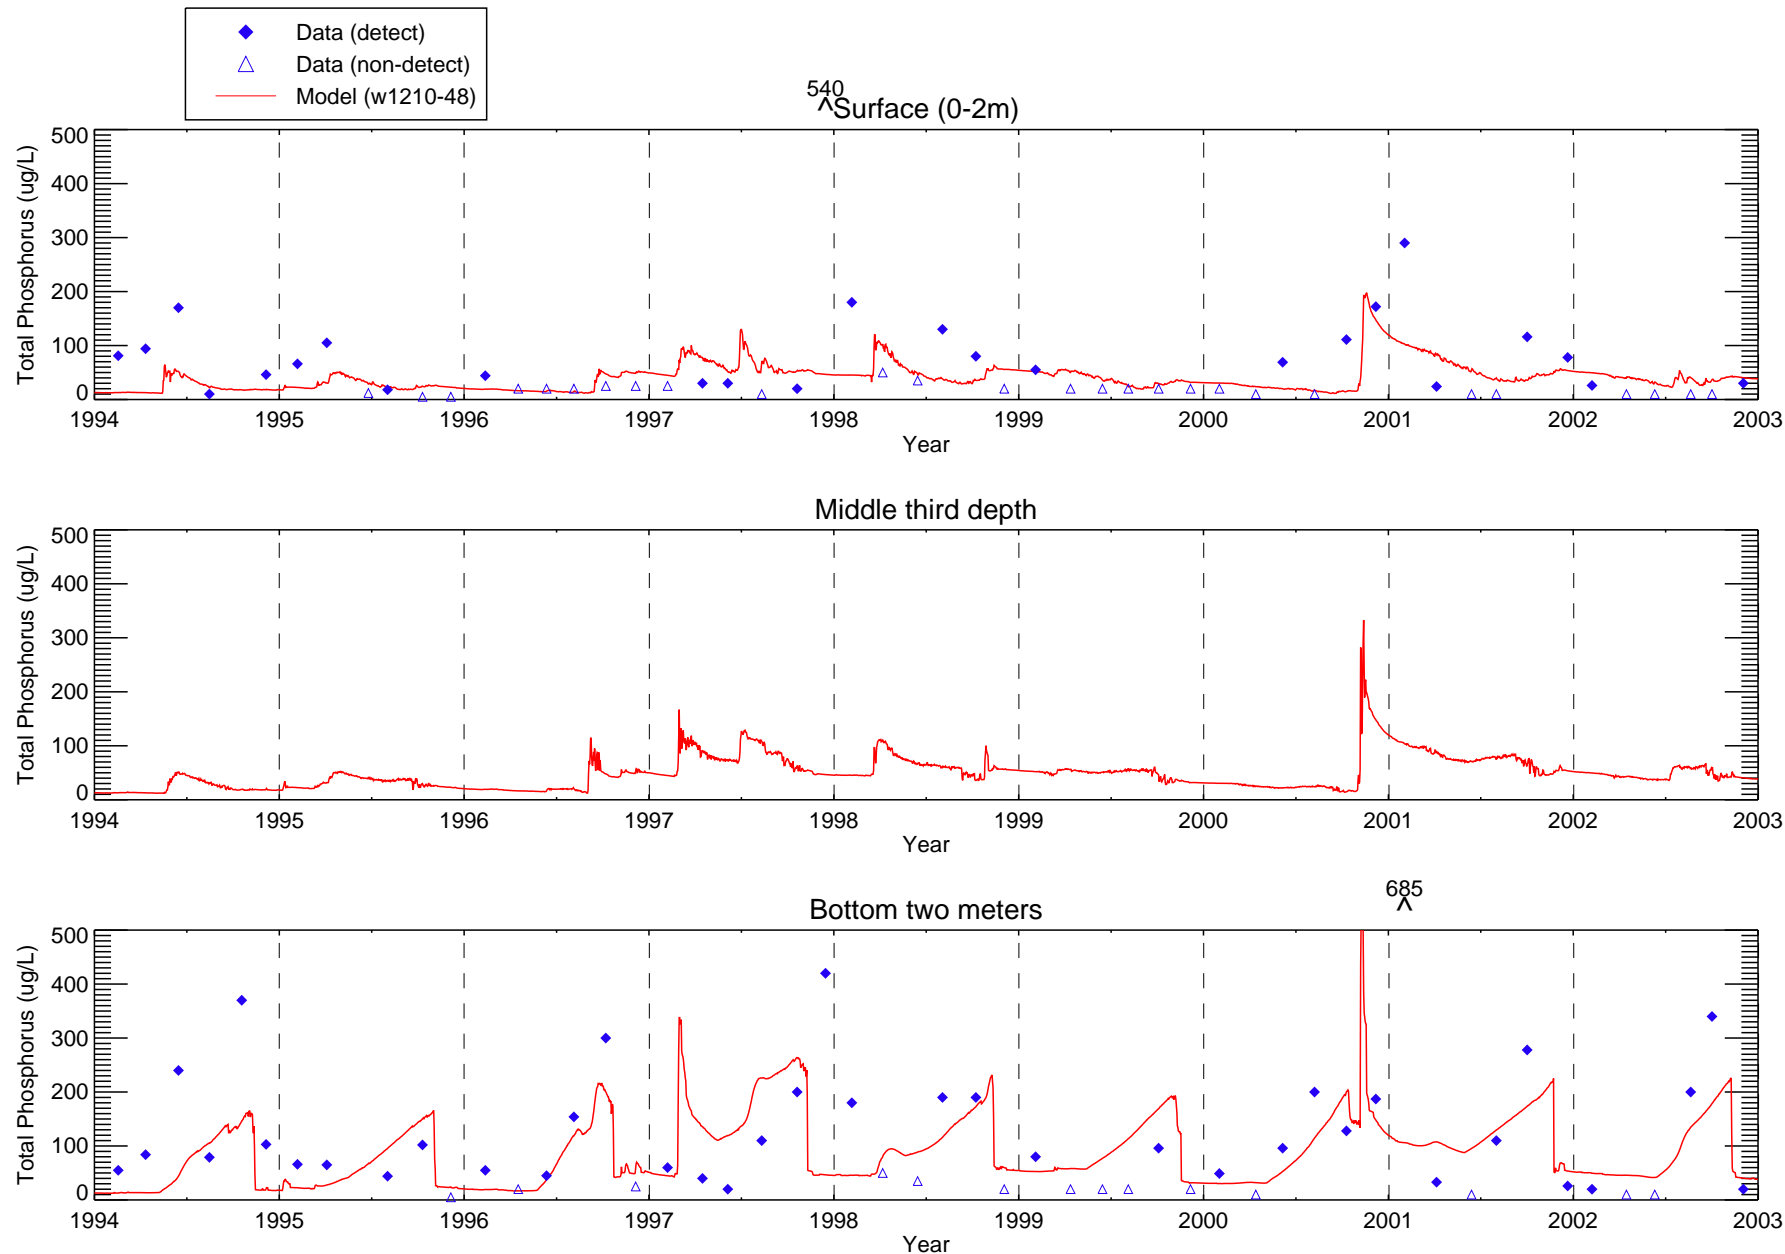 Data (detect)
Data (non-detect)
Model (w1210-48)
540
^Surface (0-2m)
Total Phosphorus (ug/L)
500
400
300
200
100
0
1994 1995 1996 1997 1998 1999 2000 2001 2002 2003
Year
Middle third depth
Total Phosphorus (ug/L)
500
400
300
200
100
0
1994 1995 1996 1997 1998 1999 2000 2001 2002 2003
Year
685
^
Bottom two meters
Total Phosphorus (ug/L)
500
400
300
200
100
0
1994 1995 1996 1997 1998 1999 2000 2001 2002 2003
Year